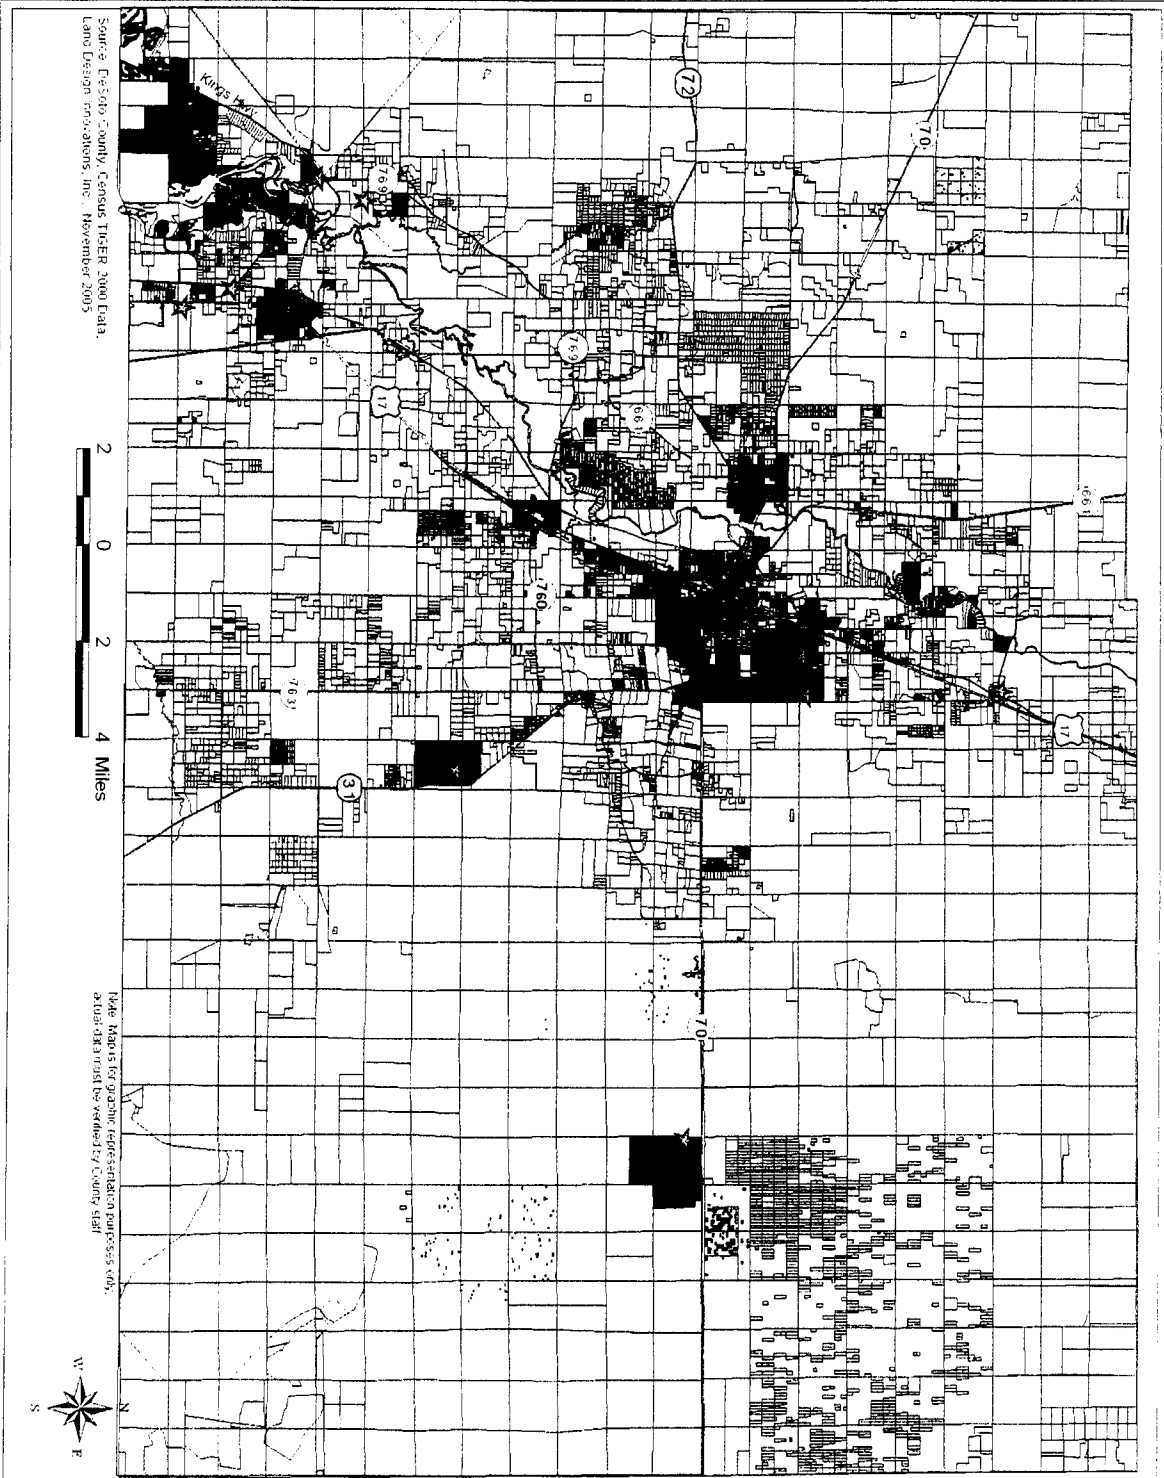 72
70
Kings Hwy
769
769
661
661
17
760
17
763
31
70
Source: DeSoto County, Census TIGER 2000 Data,
Land Design Innovations, Inc., November 2005
2 0 2 4 Miles
Note: Map is for graphic representation purposes only,
actual data must be verified by County staff
N
W
E
S